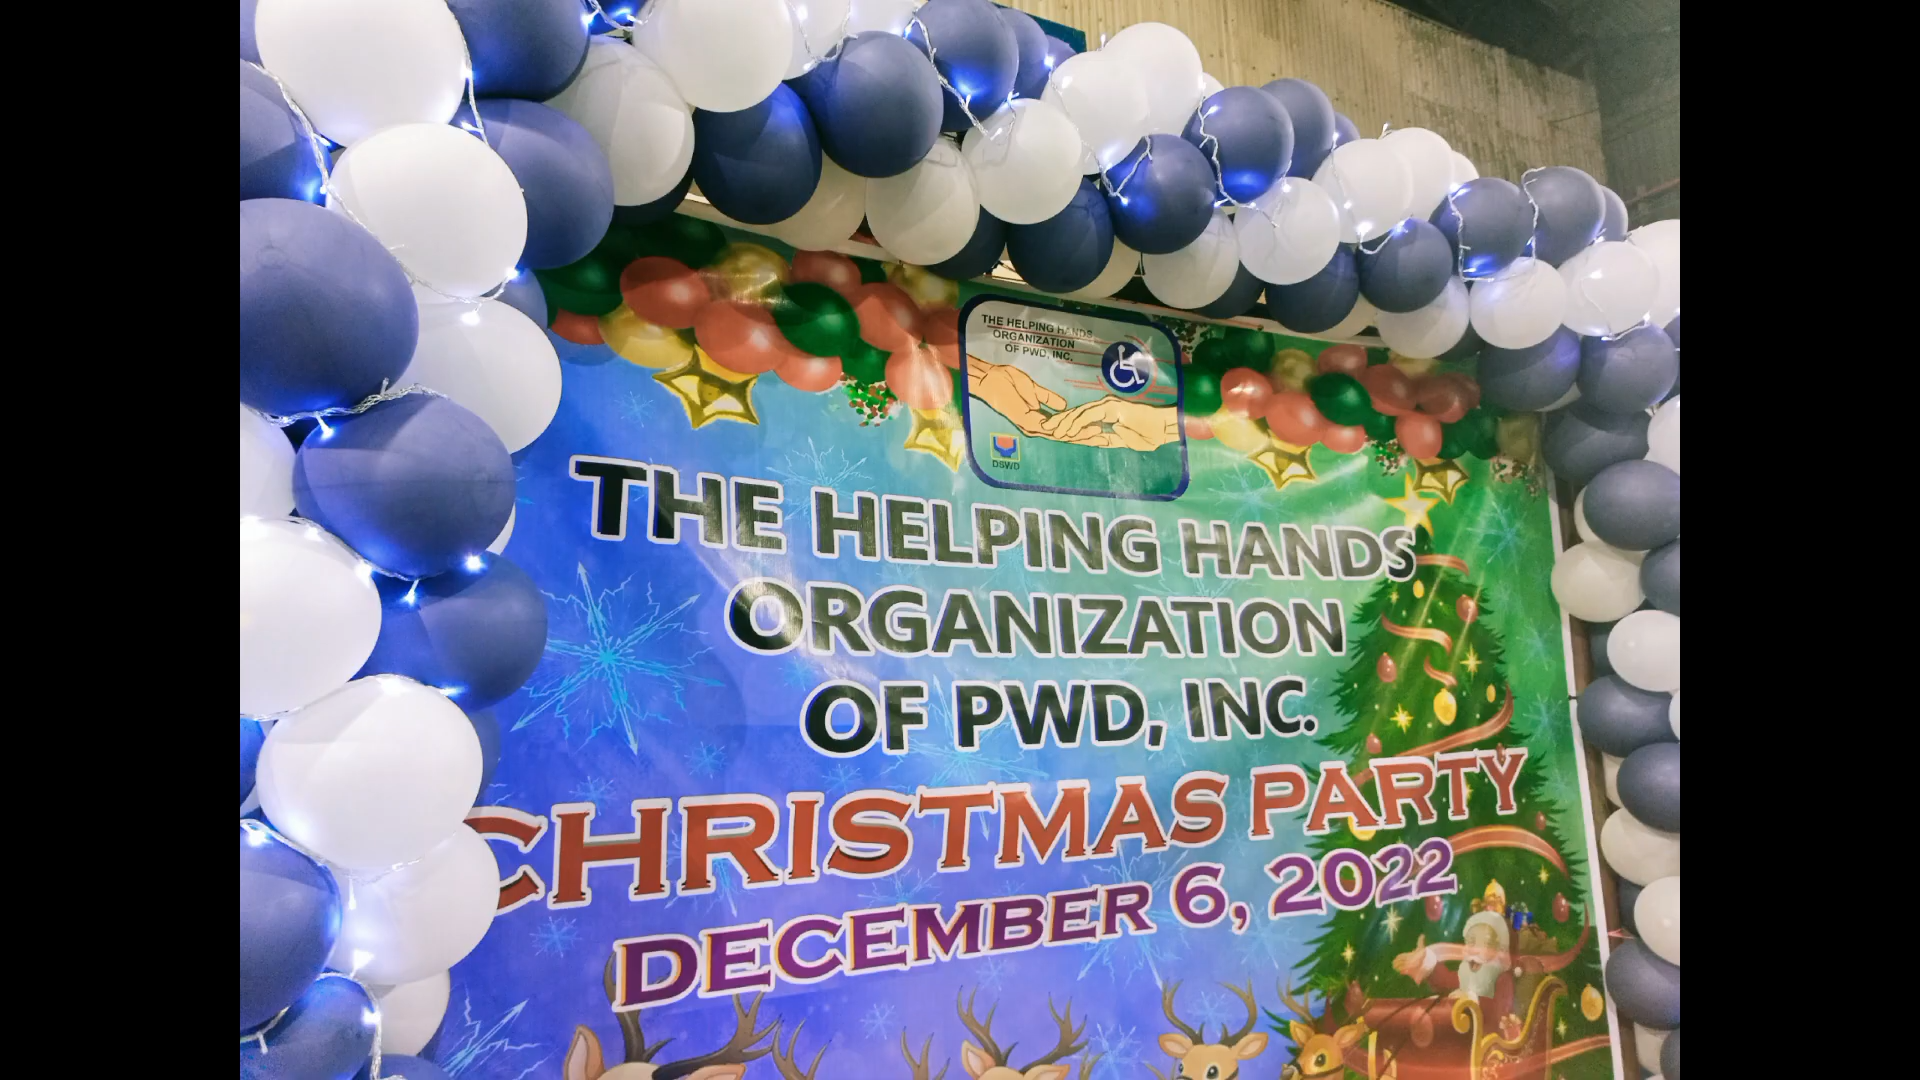 THE HELPING HANDS
ORGANIZATION
OF PWD, INC.
DSWD
THE HELPING HANDS
ORGANIZATION
OF PWD, INC.
CHRISTMAS PARTY
DECEMBER 6, 2022